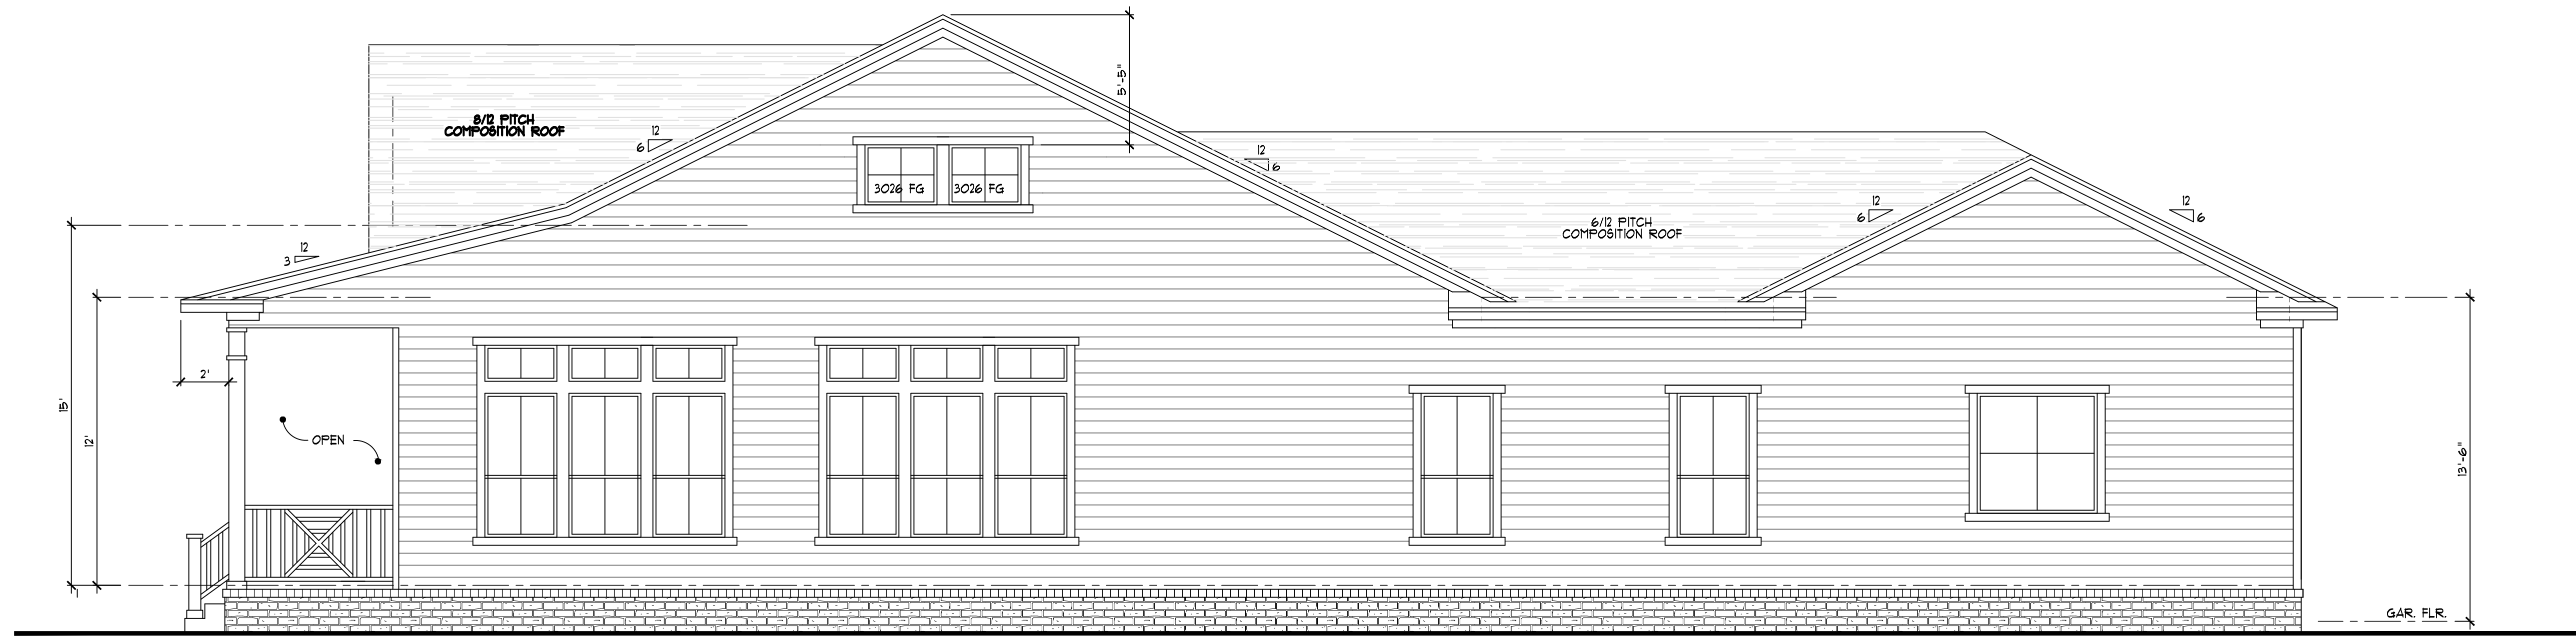 5'-5"
8/12 PITCH
COMPOSITION ROOF
12
6
12
6
3026 FG
3026 FG
6/12 PITCH
COMPOSITION ROOF
12
6
12
6
12
3
2'
15'
12'
OPEN
13'-6"
GAR. FLR.